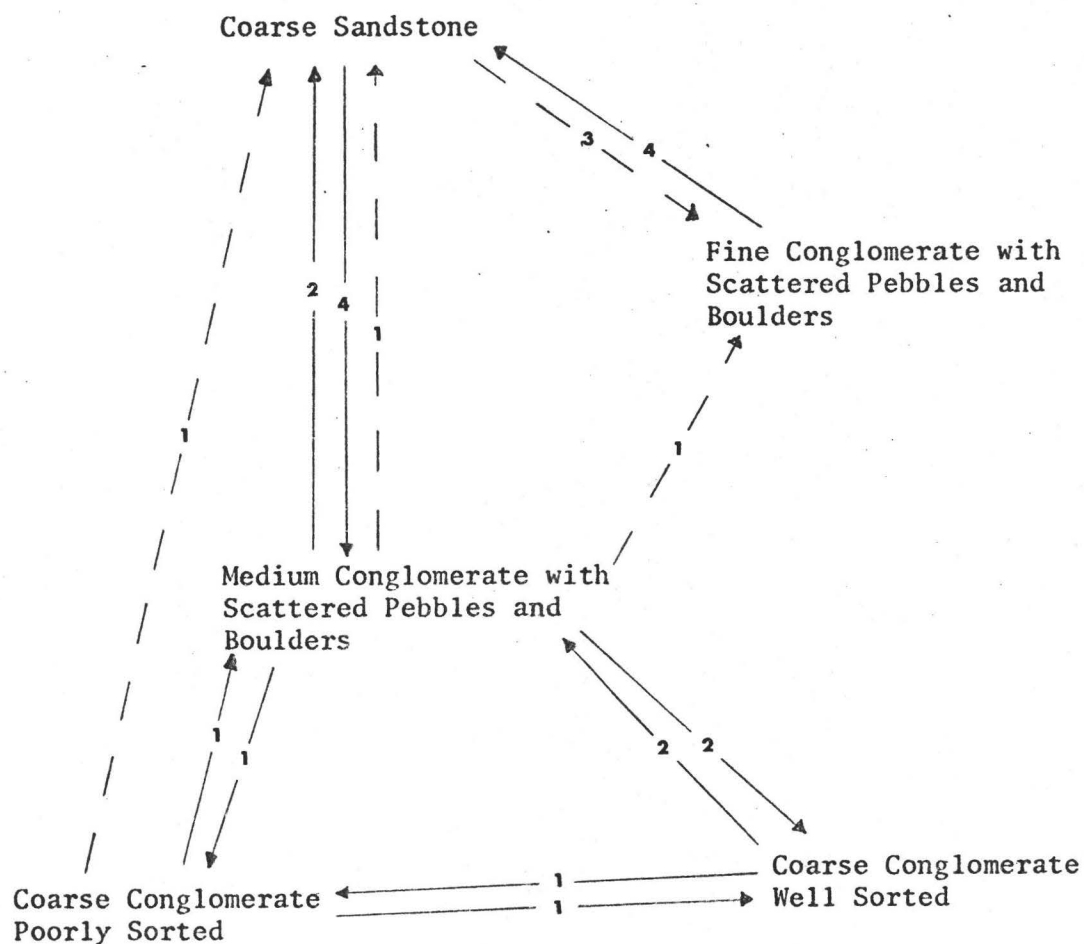 Coarse Sandstone
3
4
Fine Conglomerate with
Scattered Pebbles and
Boulders
2
4
1
1
1
Medium Conglomerate with
Scattered Pebbles and
Boulders
1
1
2
2
Coarse Conglomerate
Well Sorted
1
1
Coarse Conglomerate
Poorly Sorted